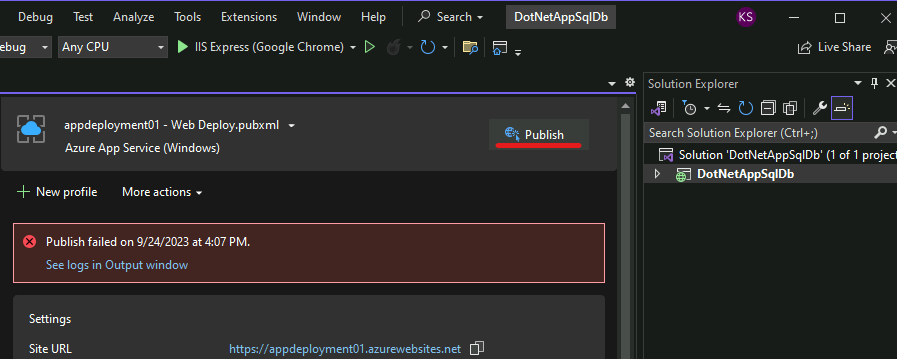 Debug Test Analyze Tools Extensions Window Help Search DotNetAppSqlDb KS
Any CPU IIS Express (Google Chrome) Live Share
Solution Explorer
appdeployment01 - Web Deploy.pubxml
Azure App Service (Windows)
Publish
Search Solution Explorer (Ctrl+;)
Solution 'DotNetAppSqlDb' (1 of 1 project
DotNetAppSqlDb
New profile More actions
Publish failed on 9/24/2023 at 4:07 PM.
See logs in Output window
Settings
Site URL https://appdeployment01.azurewebsites.net